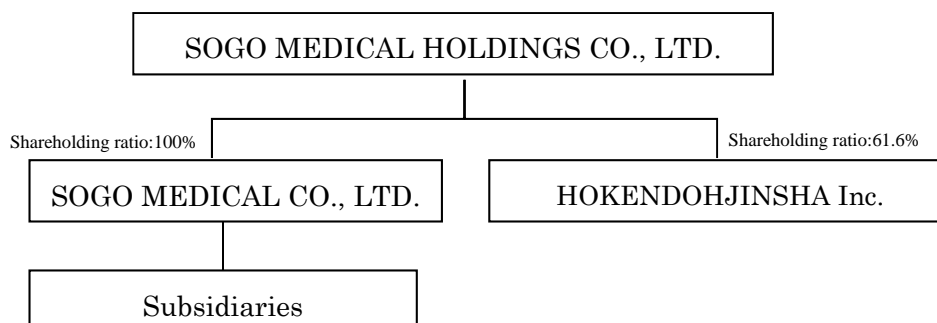 SOGO MEDICAL HOLDINGS CO., LTD.
Shareholding ratio:100%
Shareholding ratio:61.6%
SOGO MEDICAL CO., LTD.
HOKENDOHJINSHA Inc.
Subsidiaries